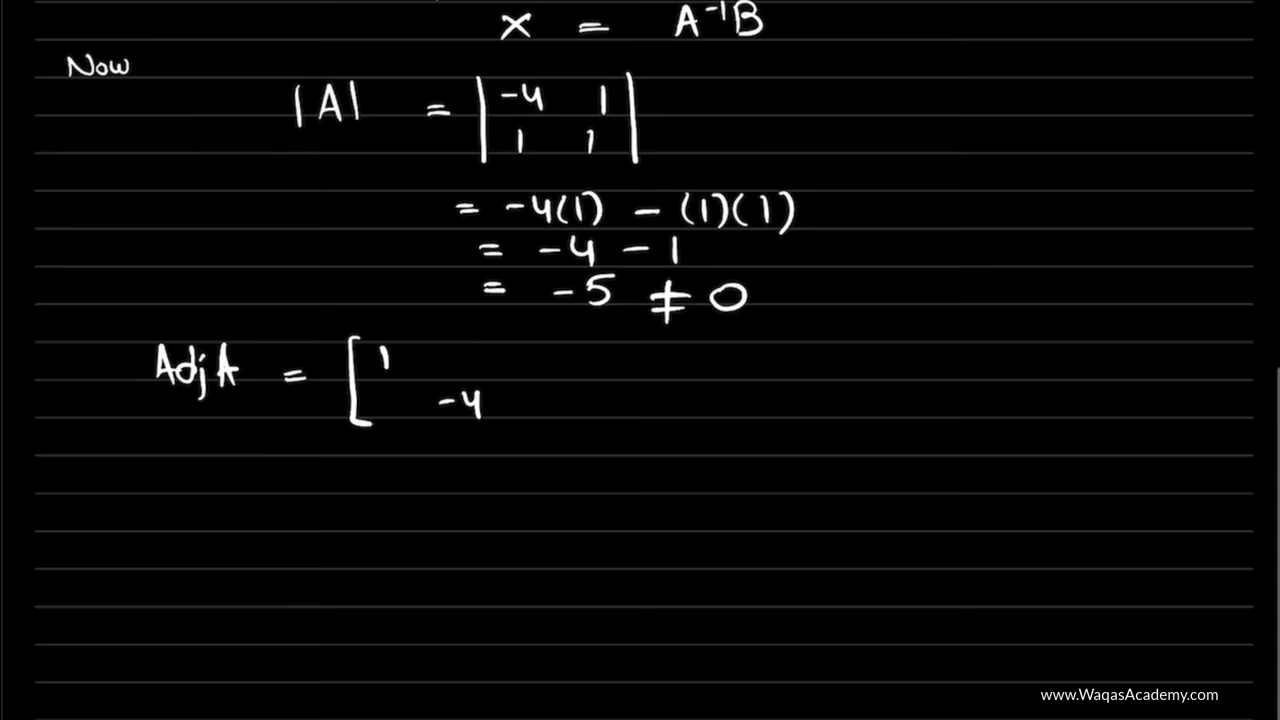 X = A⁻¹B
Now
|A| = | -4 1 |
| 1 1 |
= -4(1) - (1)(1)
= -4 - 1
= -5 ≠ 0
AdjA = [ 1
-4
www.WaqasAcademy.com